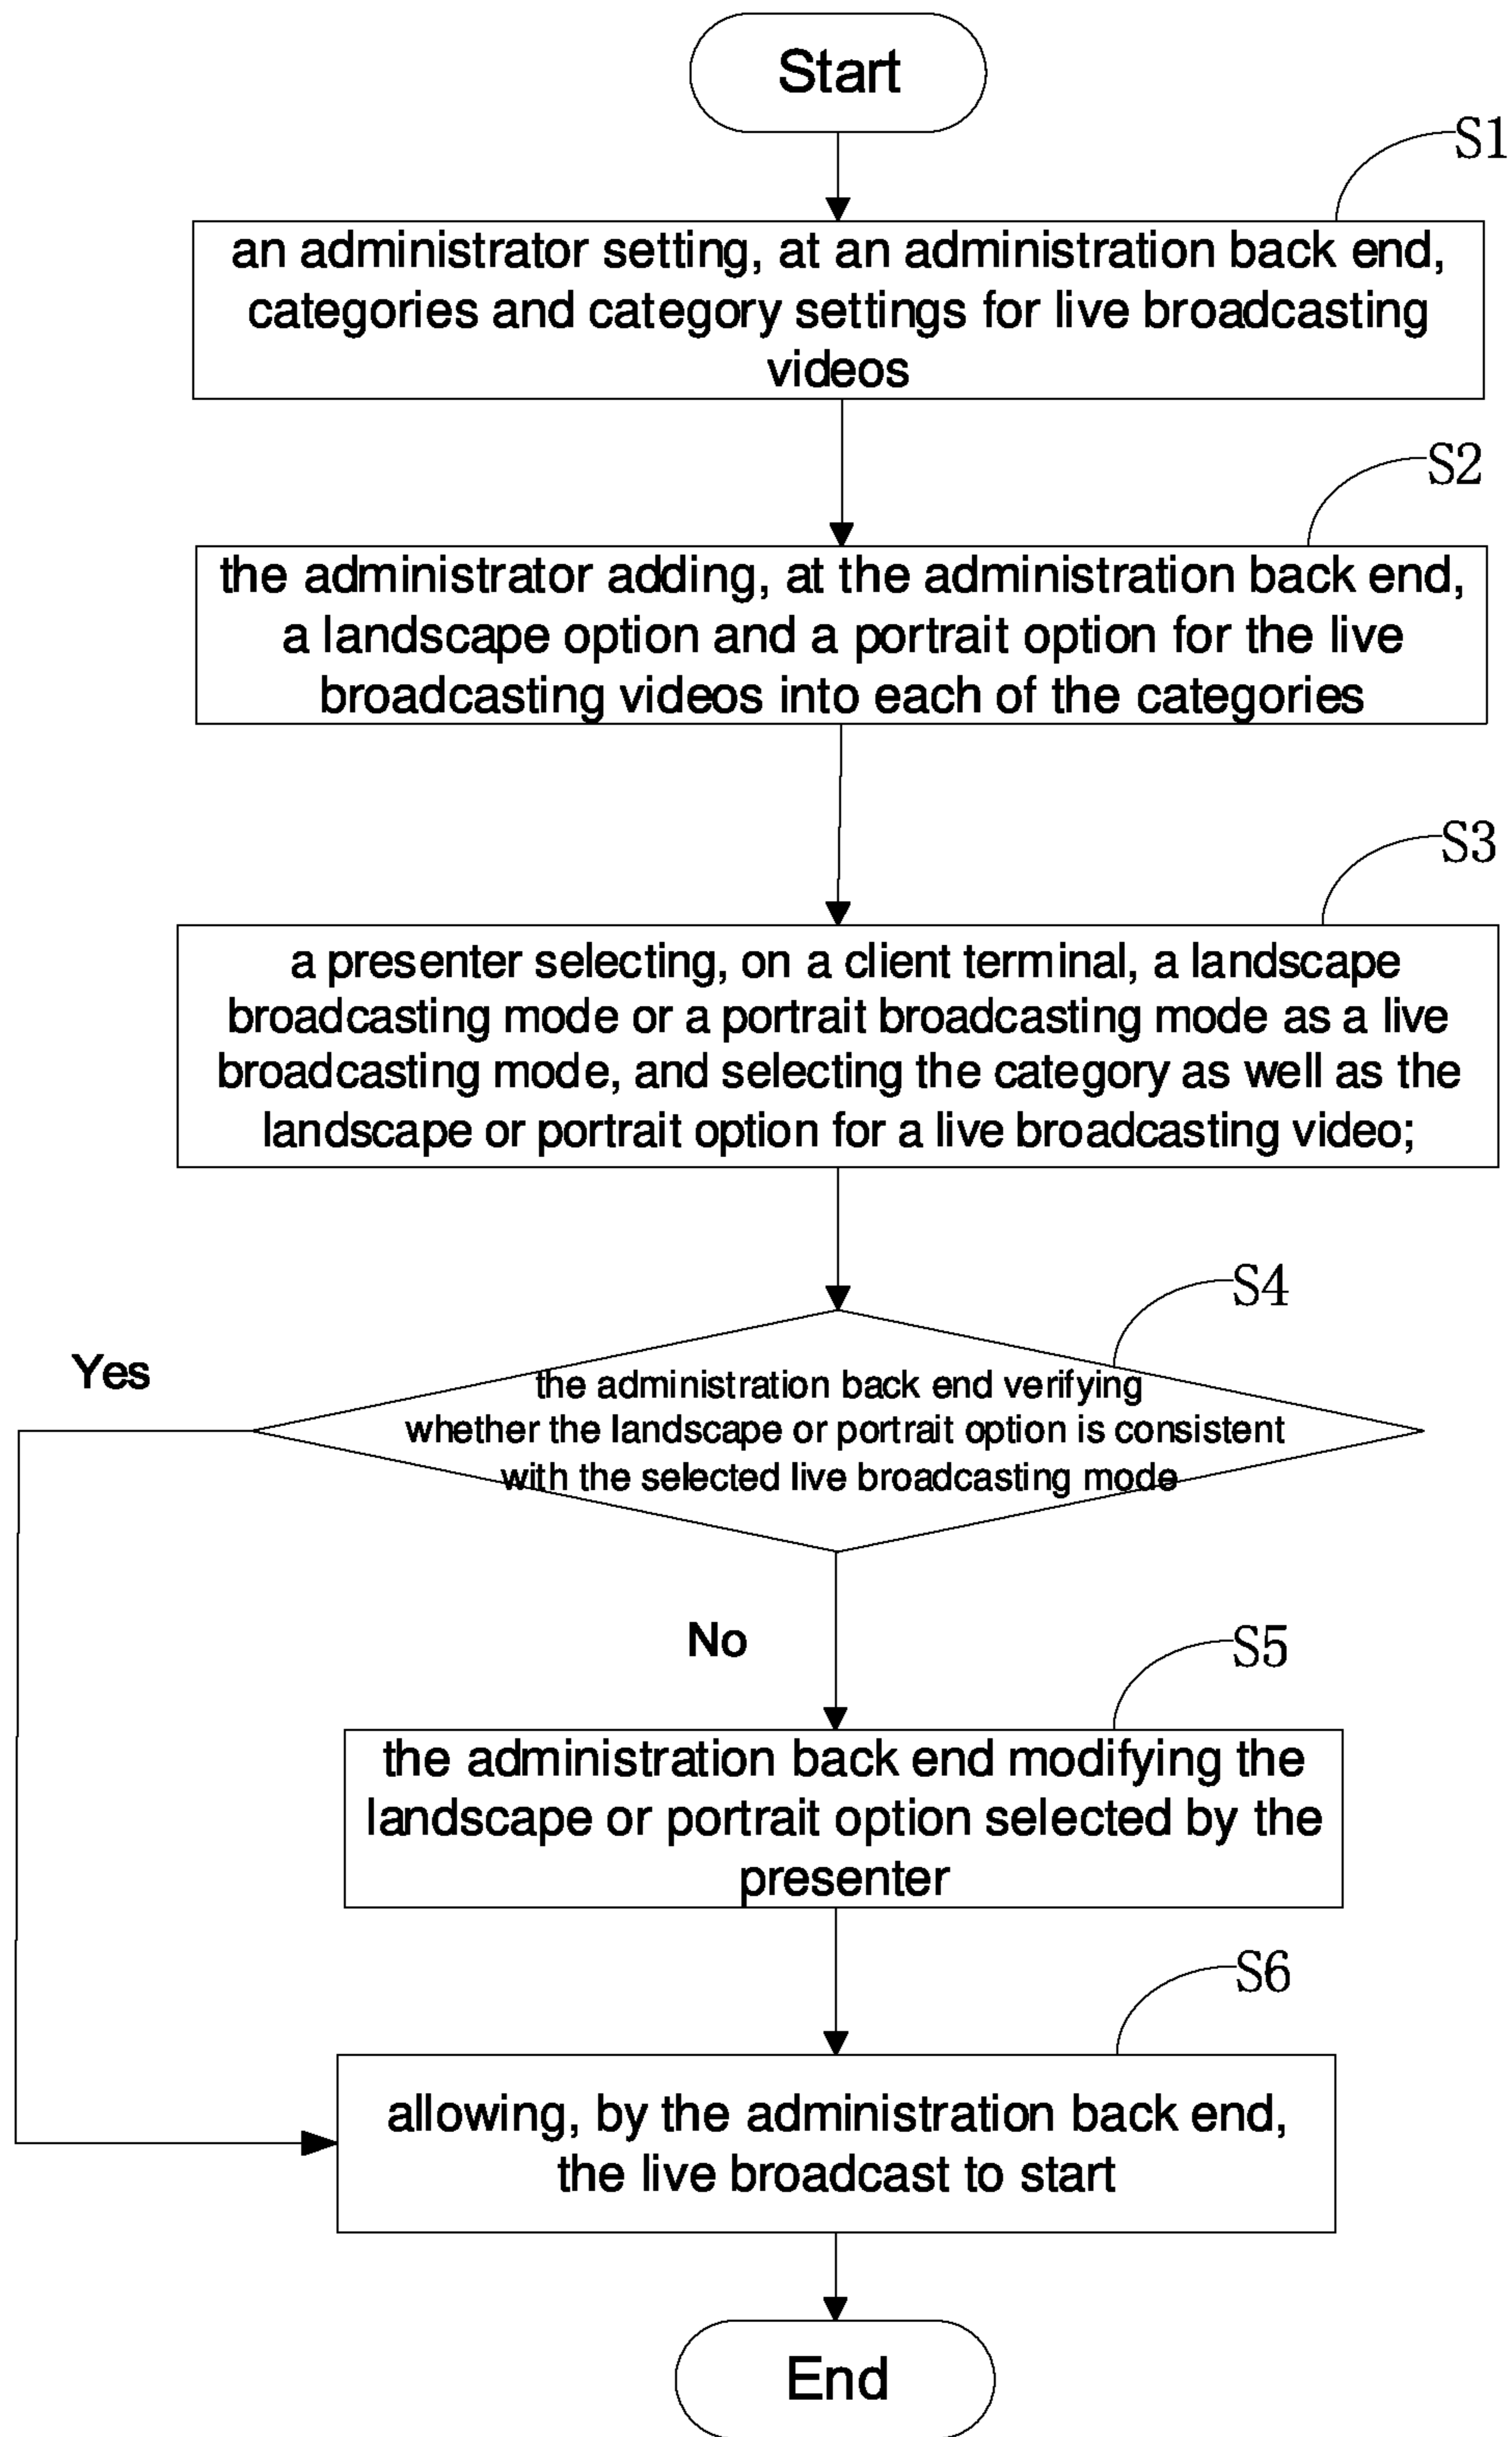 Start
S1
an administrator setting, at an administration back end,
categories and category settings for live broadcasting
videos
S2
the administrator adding, at the administration back end,
a landscape option and a portrait option for the live
broadcasting videos into each of the categories
S3
a presenter selecting, on a client terminal, a landscape
broadcasting mode or a portrait broadcasting mode as a live
broadcasting mode, and selecting the category as well as the
landscape or portrait option for a live broadcasting video;
S4
Yes
the administration back end verifying
whether the landscape or portrait option is consistent
with the selected live broadcasting mode
No
S5
the administration back end modifying the
landscape or portrait option selected by the
presenter
S6
allowing, by the administration back end,
the live broadcast to start
End